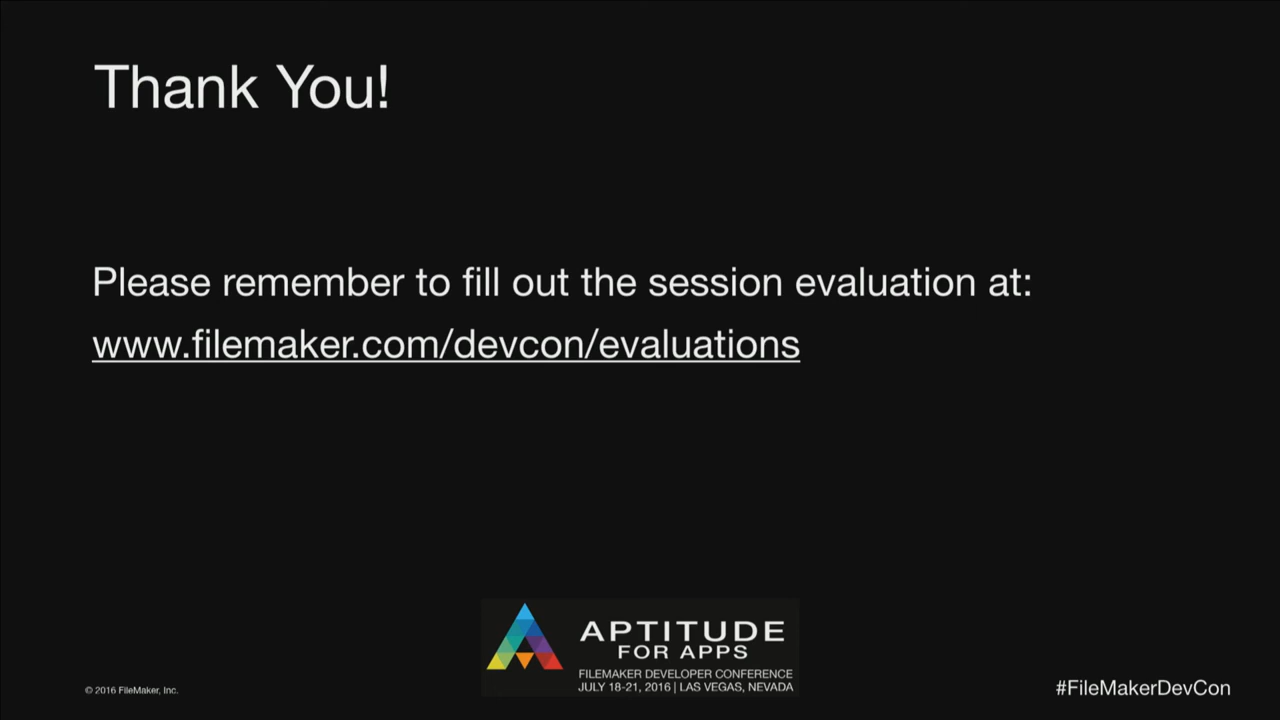 Thank You!
Please remember to fill out the session evaluation at:
www.filemaker.com/devcon/evaluations
APTITUDE
FOR APPS
FILEMAKER DEVELOPER CONFERENCE
JULY 18-21, 2016 | LAS VEGAS, NEVADA
© 2016 FileMaker, Inc.
#FileMakerDevCon